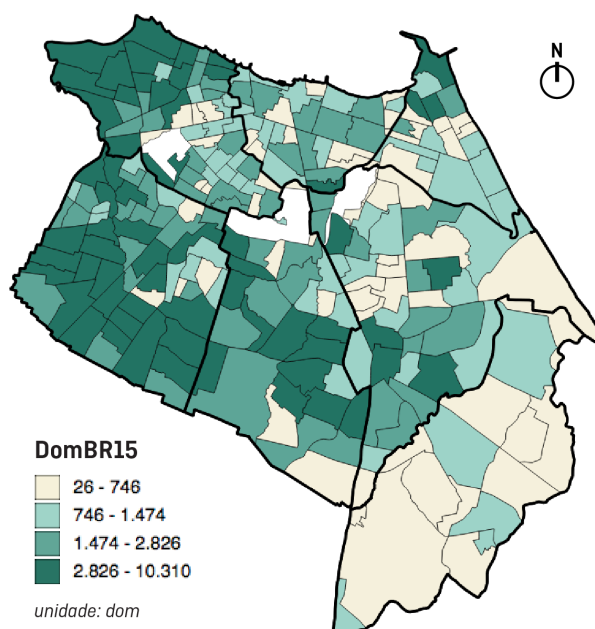 N
DomBR15
26 - 746
746 - 1.474
1.474 - 2.826
2.826 - 10.310
unidade: dom